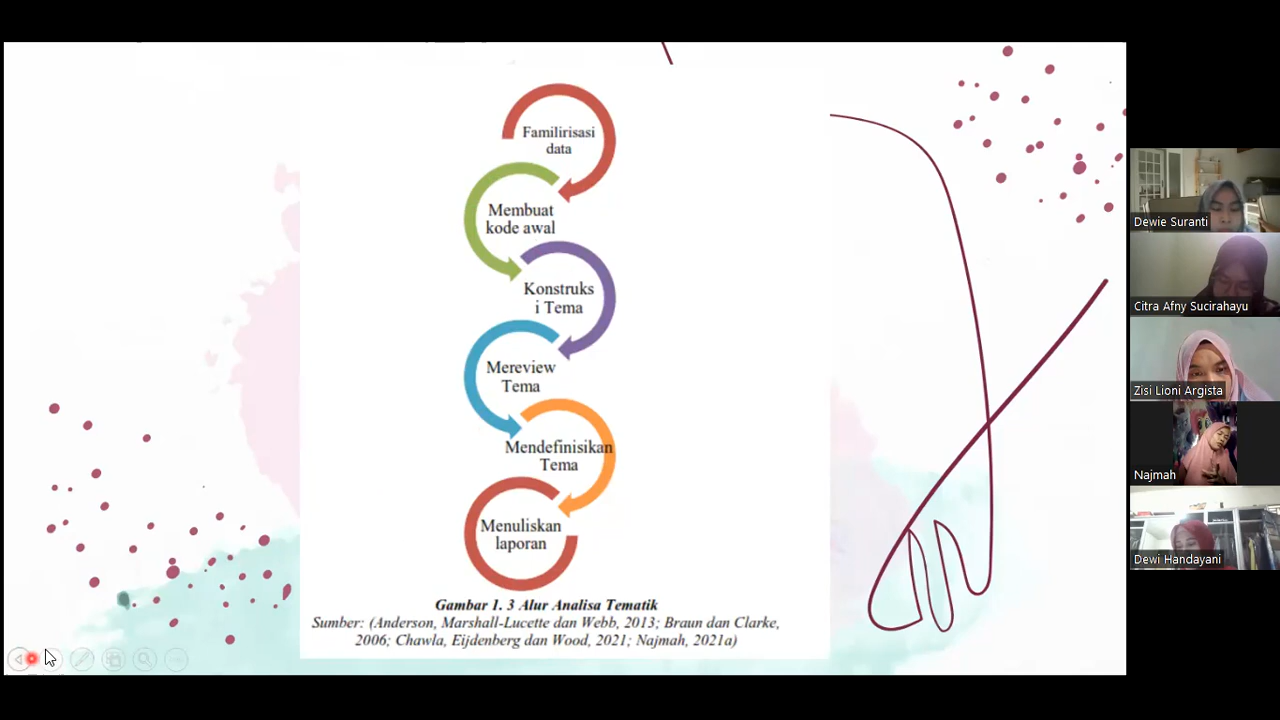 Familirisasi
data
Membuat
kode awal
Konstruks
i Tema
Mereview
Tema
Mendefinisikan
Tema
Menuliskan
laporan
Gambar 1. 3 Alur Analisa Tematik
Sumber: (Anderson, Marshall-Lucette dan Webb, 2013; Braun dan Clarke,
2006; Chawla, Eijdenberg dan Wood, 2021; Najmah, 2021a)
Dewie Suranti
Citra Afny Sucirahayu
Zisi Lioni Argista
Najmah
Dewi Handayani